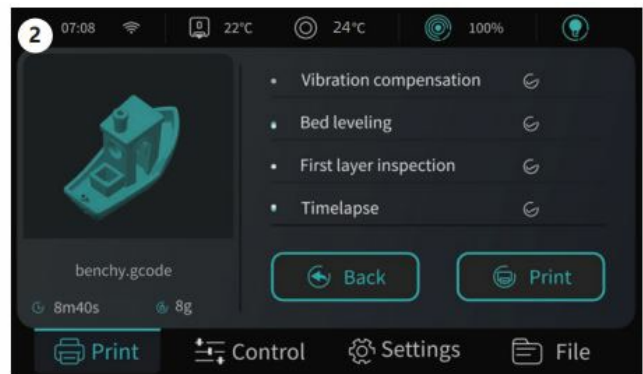 2
07:08 22℃ 24℃ 100%
Vibration compensation
Bed leveling
First layer inspection
Timelapse
benchy.gcode
8m40s 8g
Back Print
Print Control Settings File